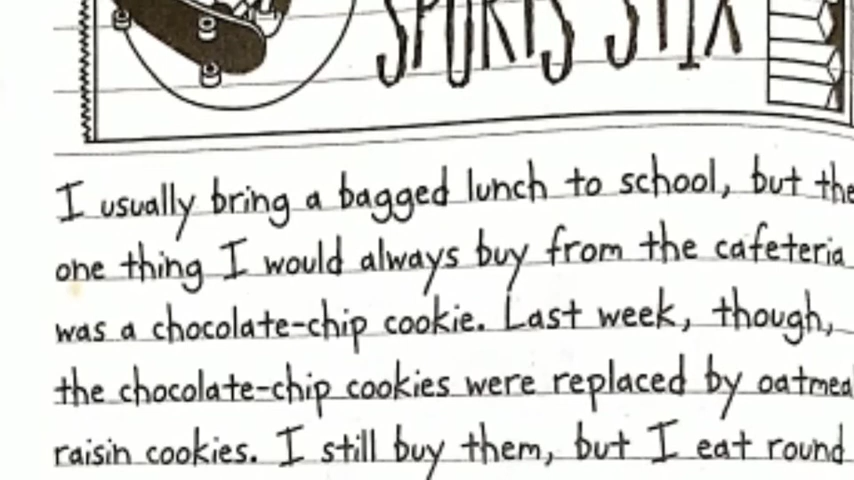 SPORTS STIX
I usually bring a bagged lunch to school, but the
one thing I would always buy from the cafeteria
was a chocolate-chip cookie. Last week, though,
the chocolate-chip cookies were replaced by oatmea
raisin cookies. I still buy them, but I eat round